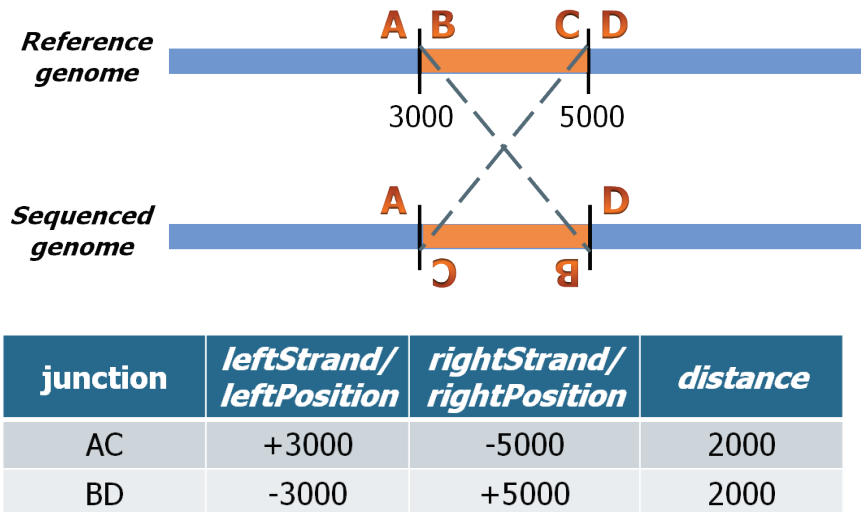 A B C D
Reference
genome
3000 5000
A D
Sequenced
genome
C B
junction leftStrand/ rightStrand/ distance
leftPosition rightPosition
AC +3000 -5000 2000
BD -3000 +5000 2000